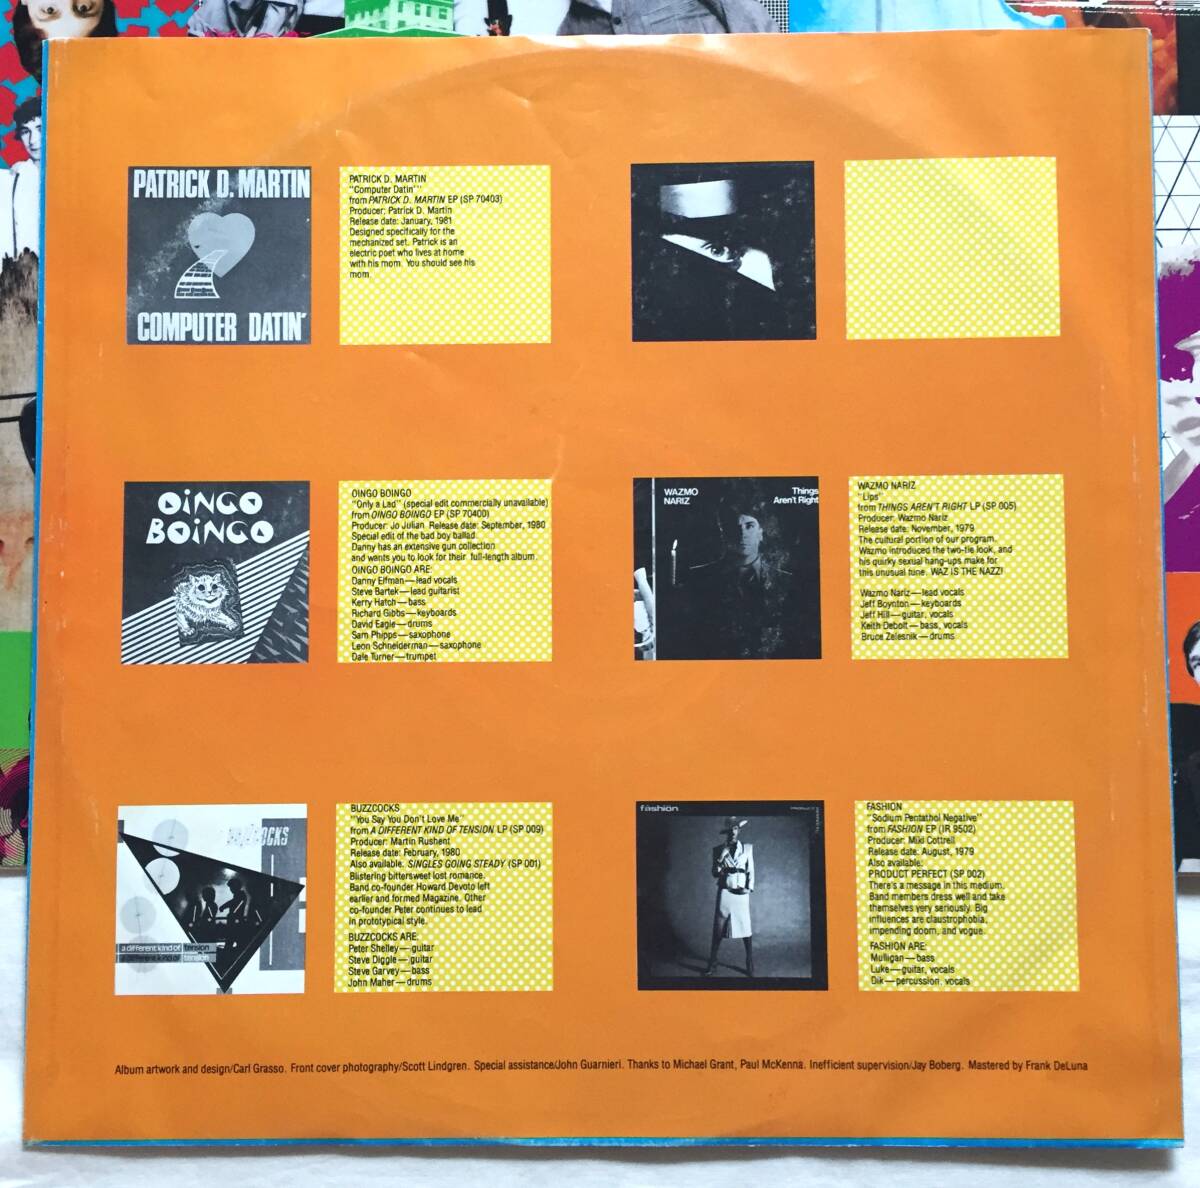 PATRICK D. MARTIN
COMPUTER DATIN'
PATRICK D. MARTIN
"Computer Datin'"
from PATRICK D. MARTIN EP (SP 70403)
Producer: Patrick D. Martin
Release date: January, 1981
Designed specifically for the
mechanized set. Patrick is an
electric poet who lives at home
with his mom. You should see his
mom.
OiNGO
BOiNGO
OINGO BOINGO
"Only a Lad" (special edit commercially unavailable)
from OINGO BOINGO EP (SP 70400)
Producer: Jo Julian. Release date: September, 1980
Special edit of the bad boy ballad.
Danny has an extensive gun collection
and wants you to look for their full-length album.
OINGO BOINGO ARE:
Danny Elfman—lead vocals
Steve Bartek—lead guitarist
Kerry Hatch—bass
Richard Gibbs—keyboards
David Eagle—drums
Sam Phipps—saxophone
Leon Schneiderman—saxophone
Dale Turner—trumpet
WAZMO
NARIZ
Things
Aren't Right
WAZMO NARIZ
"Lips"
from THINGS AREN'T RIGHT LP (SP 005)
Producer: Wazmo Nariz
Release date: November, 1979
The cultural portion of our program.
Wazmo introduced the two-tie look, and
his quirky sexual hang-ups make for
this unusual tune. WAZ IS THE NAZZ!
Wazmo Nariz—lead vocals
Jeff Boynton—keyboards
Jeff Hill—guitar, vocals
Keith Debolt—bass, vocals
Bruce Zelesnik—drums
BUZZCOCKS
a different kind of tension
a different kind of tension
BUZZCOCKS
"You Say You Don't Love Me"
from A DIFFERENT KIND OF TENSION LP (SP 009)
Producer: Martin Rushent
Release date: February, 1980
Also available: SINGLES GOING STEADY (SP 001)
Blistering bittersweet lost romance.
Band co-founder Howard Devoto left
earlier and formed Magazine. Other
co-founder Peter continues to lead
in prototypical style.
BUZZCOCKS ARE:
Peter Shelley—guitar
Steve Diggle—guitar
Steve Garvey—bass
John Maher—drums
fàshiön
FASHION
"Sodium Pentathol Negative"
from FASHION EP (IR 9502)
Producer: Miki Cottrell
Release date: August, 1979
Also available:
PRODUCT PERFECT (SP 002)
There's a message in this medium.
Band members dress well and take
themselves very seriously. Big
influences are claustrophobia,
impending doom, and vogue.
FASHION ARE:
Mulligan—bass
Luke—guitar, vocals
Dik—percussion, vocals
Album artwork and design/Carl Grasso. Front cover photography/Scott Lindgren. Special assistance/John Guarnieri. Thanks to Michael Grant, Paul McKenna. Inefficient supervision/Jay Boberg. Mastered by Frank DeLuna